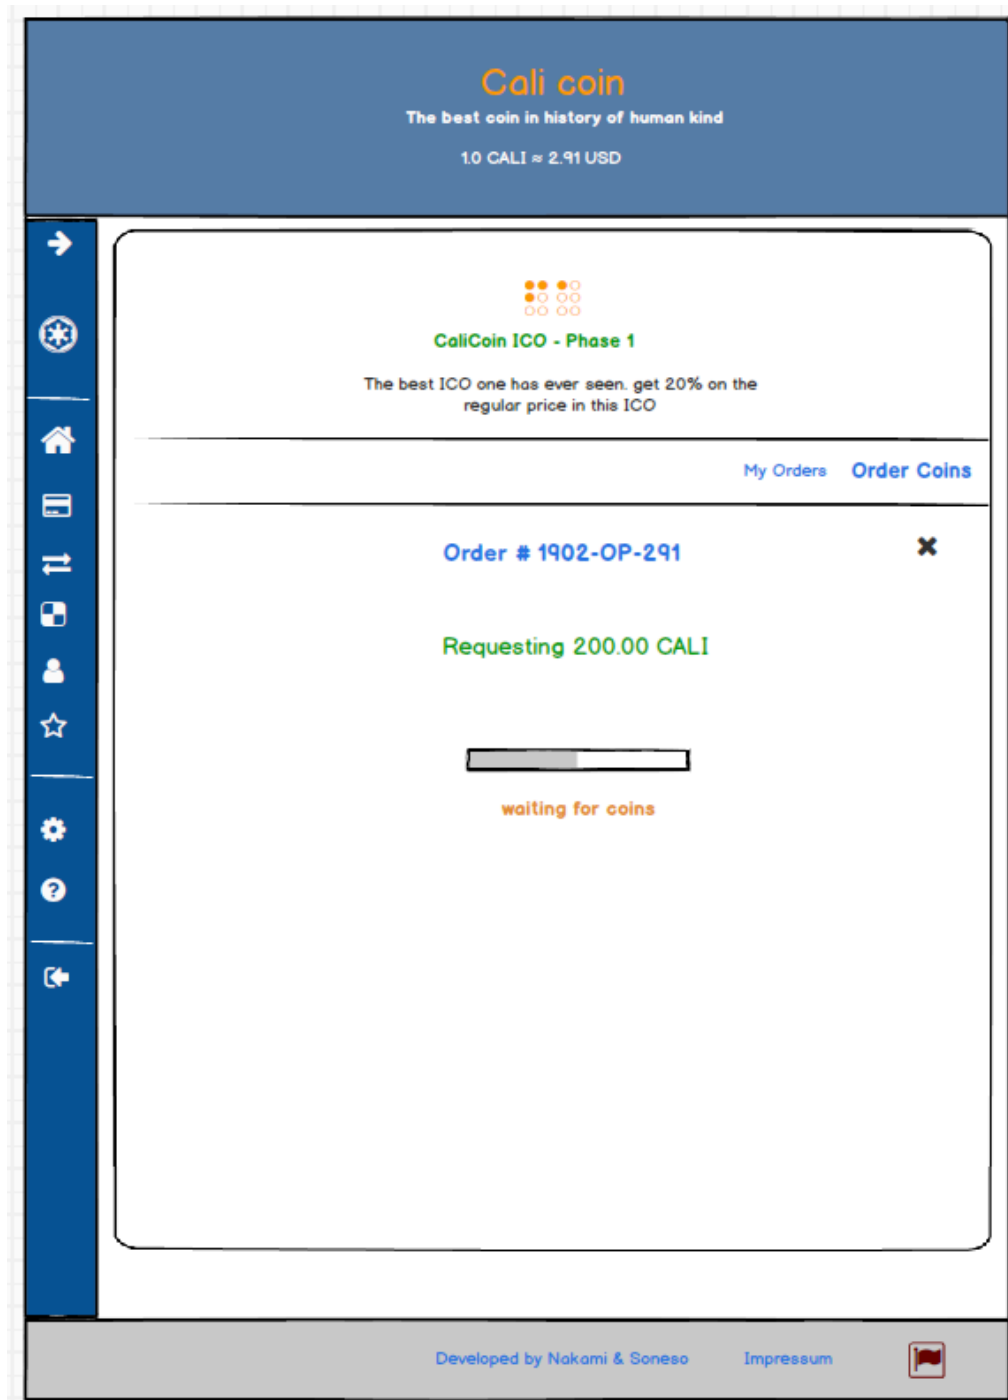 Cali coin
The best coin in history of human kind
1.0 CALI ≈ 2.91 USD
CaliCoin ICO - Phase 1
The best ICO one has ever seen. get 20% on the
regular price in this ICO
My Orders Order Coins
Order # 1902-OP-291
Requesting 200.00 CALI
waiting for coins
Developed by Nakami & Soneso Impressum